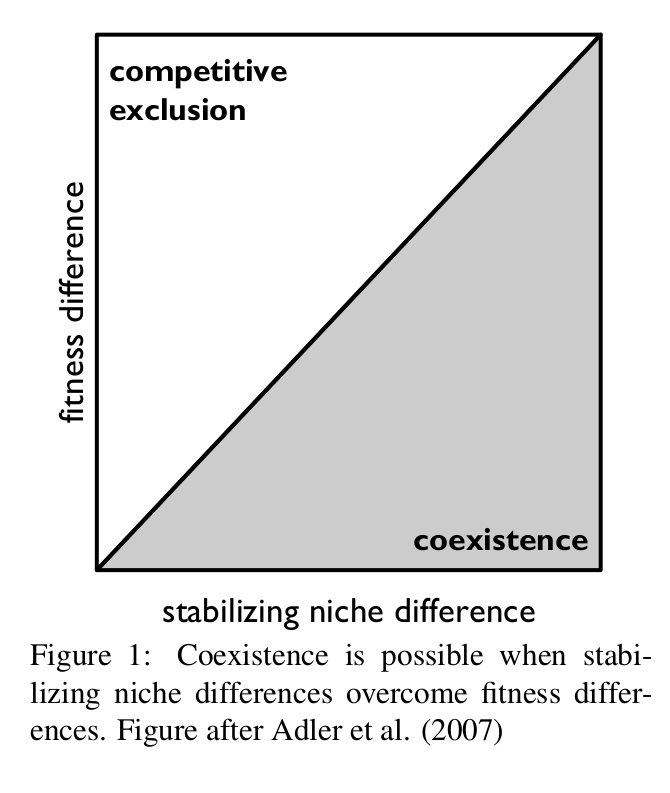 competitive
exclusion
fitness difference
coexistence
stabilizing niche difference
Figure 1: Coexistence is possible when stabi-
lizing niche differences overcome fitness differ-
ences. Figure after Adler et al. (2007)